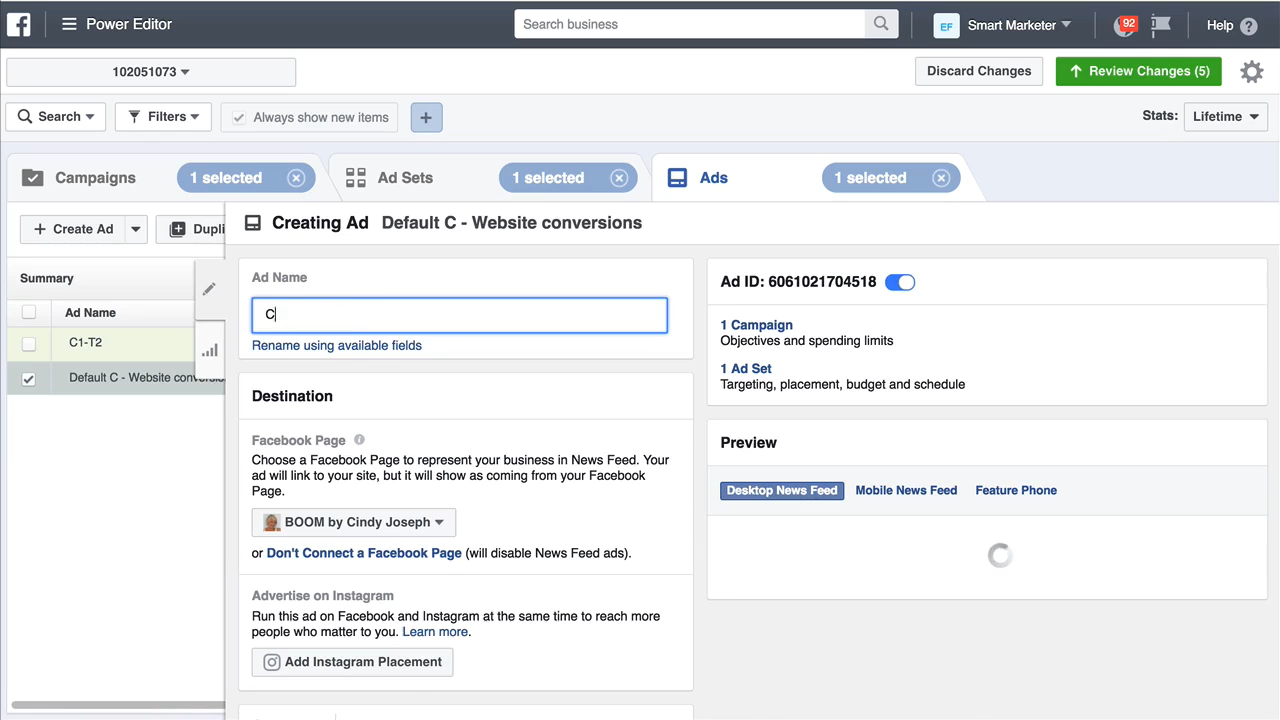 Power Editor
Search business
EF
Smart Marketer
92
Help
102051073
Discard Changes
Review Changes (5)
Search
Filters
Always show new items
Stats:
Lifetime
Campaigns
1 selected
Ad Sets
1 selected
Ads
1 selected
Create Ad
Dupli
Creating Ad Default C - Website conversions
Summary
Ad Name
C1-T2
Default C - Website conversio
Ad Name
C
Rename using available fields
Destination
Facebook Page
Choose a Facebook Page to represent your business in News Feed. Your
ad will link to your site, but it will show as coming from your Facebook
Page.
BOOM by Cindy Joseph
or Don't Connect a Facebook Page (will disable News Feed ads).
Advertise on Instagram
Run this ad on Facebook and Instagram at the same time to reach more
people who matter to you. Learn more.
Add Instagram Placement
Ad ID: 6061021704518
1 Campaign
Objectives and spending limits
1 Ad Set
Targeting, placement, budget and schedule
Preview
Desktop News Feed
Mobile News Feed
Feature Phone